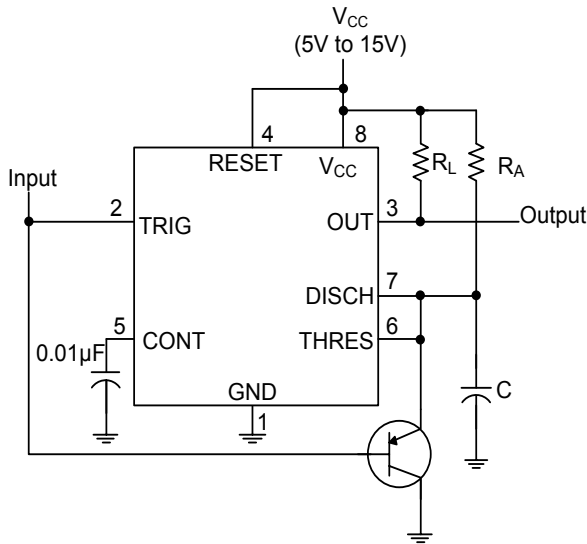 VCC
(5V to 15V)
4
8
RESET
VCC
RL
RA
Input
2
TRIG
OUT
3
Output
7
DISCH
5
CONT
6
THRES
0.01µF
GND
1
C